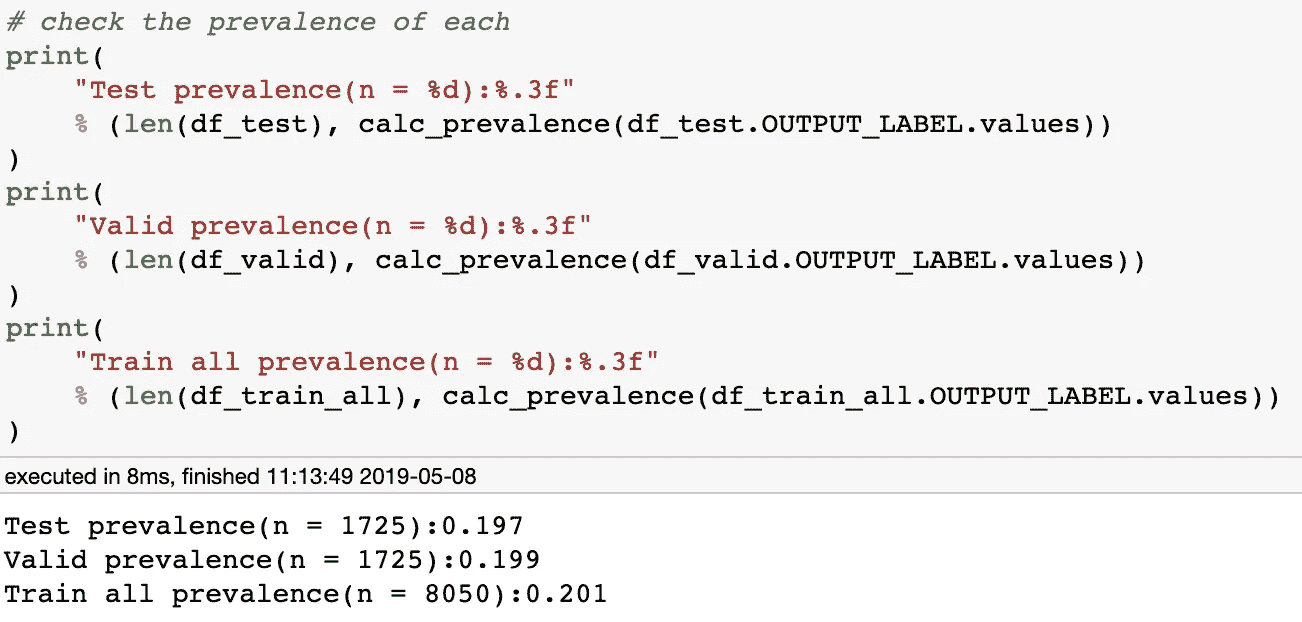 # check the prevalence of each
print(
    "Test prevalence(n = %d):%.3f"
    % (len(df_test), calc_prevalence(df_test.OUTPUT_LABEL.values))
)
print(
    "Valid prevalence(n = %d):%.3f"
    % (len(df_valid), calc_prevalence(df_valid.OUTPUT_LABEL.values))
)
print(
    "Train all prevalence(n = %d):%.3f"
    % (len(df_train_all), calc_prevalence(df_train_all.OUTPUT_LABEL.values))
)
executed in 8ms, finished 11:13:49 2019-05-08
Test prevalence(n = 1725):0.197
Valid prevalence(n = 1725):0.199
Train all prevalence(n = 8050):0.201